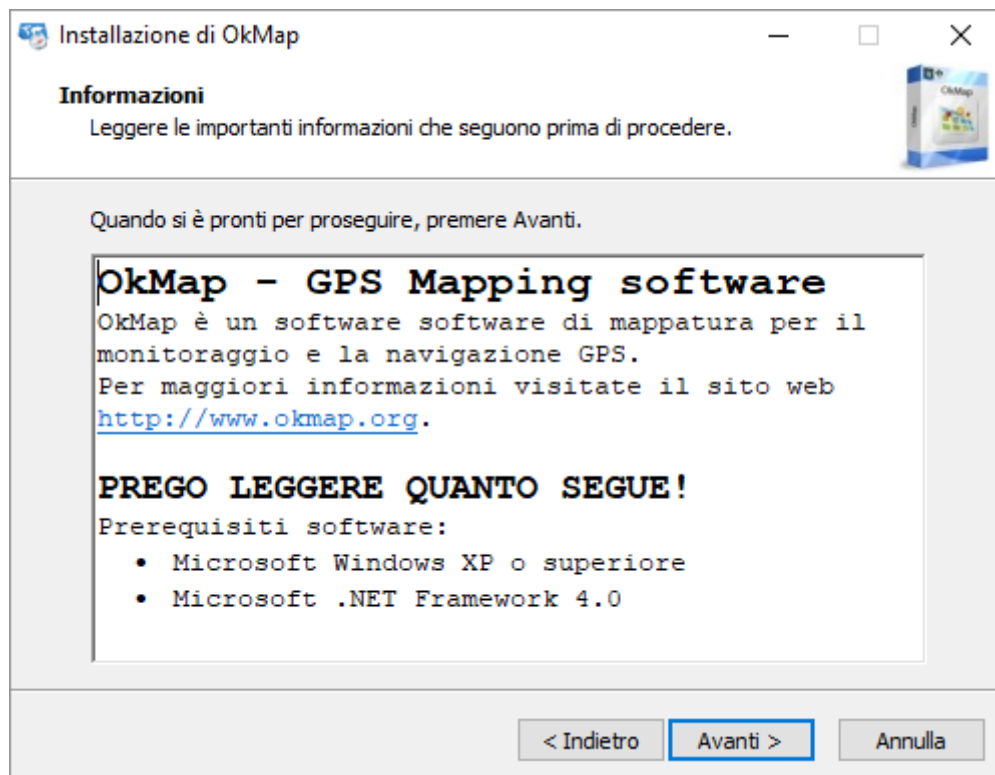 Installazione di OkMap
Informazioni
Leggere le importanti informazioni che seguono prima di procedere.
OkMap
Quando si è pronti per proseguire, premere Avanti.
OkMap - GPS Mapping software
OkMap è un software software di mappatura per il
monitoraggio e la navigazione GPS.
Per maggiori informazioni visitate il sito web
http://www.okmap.org.
PREGO LEGGERE QUANTO SEGUE!
Prerequisiti software:
• Microsoft Windows XP o superiore
• Microsoft .NET Framework 4.0
< Indietro
Avanti >
Annulla